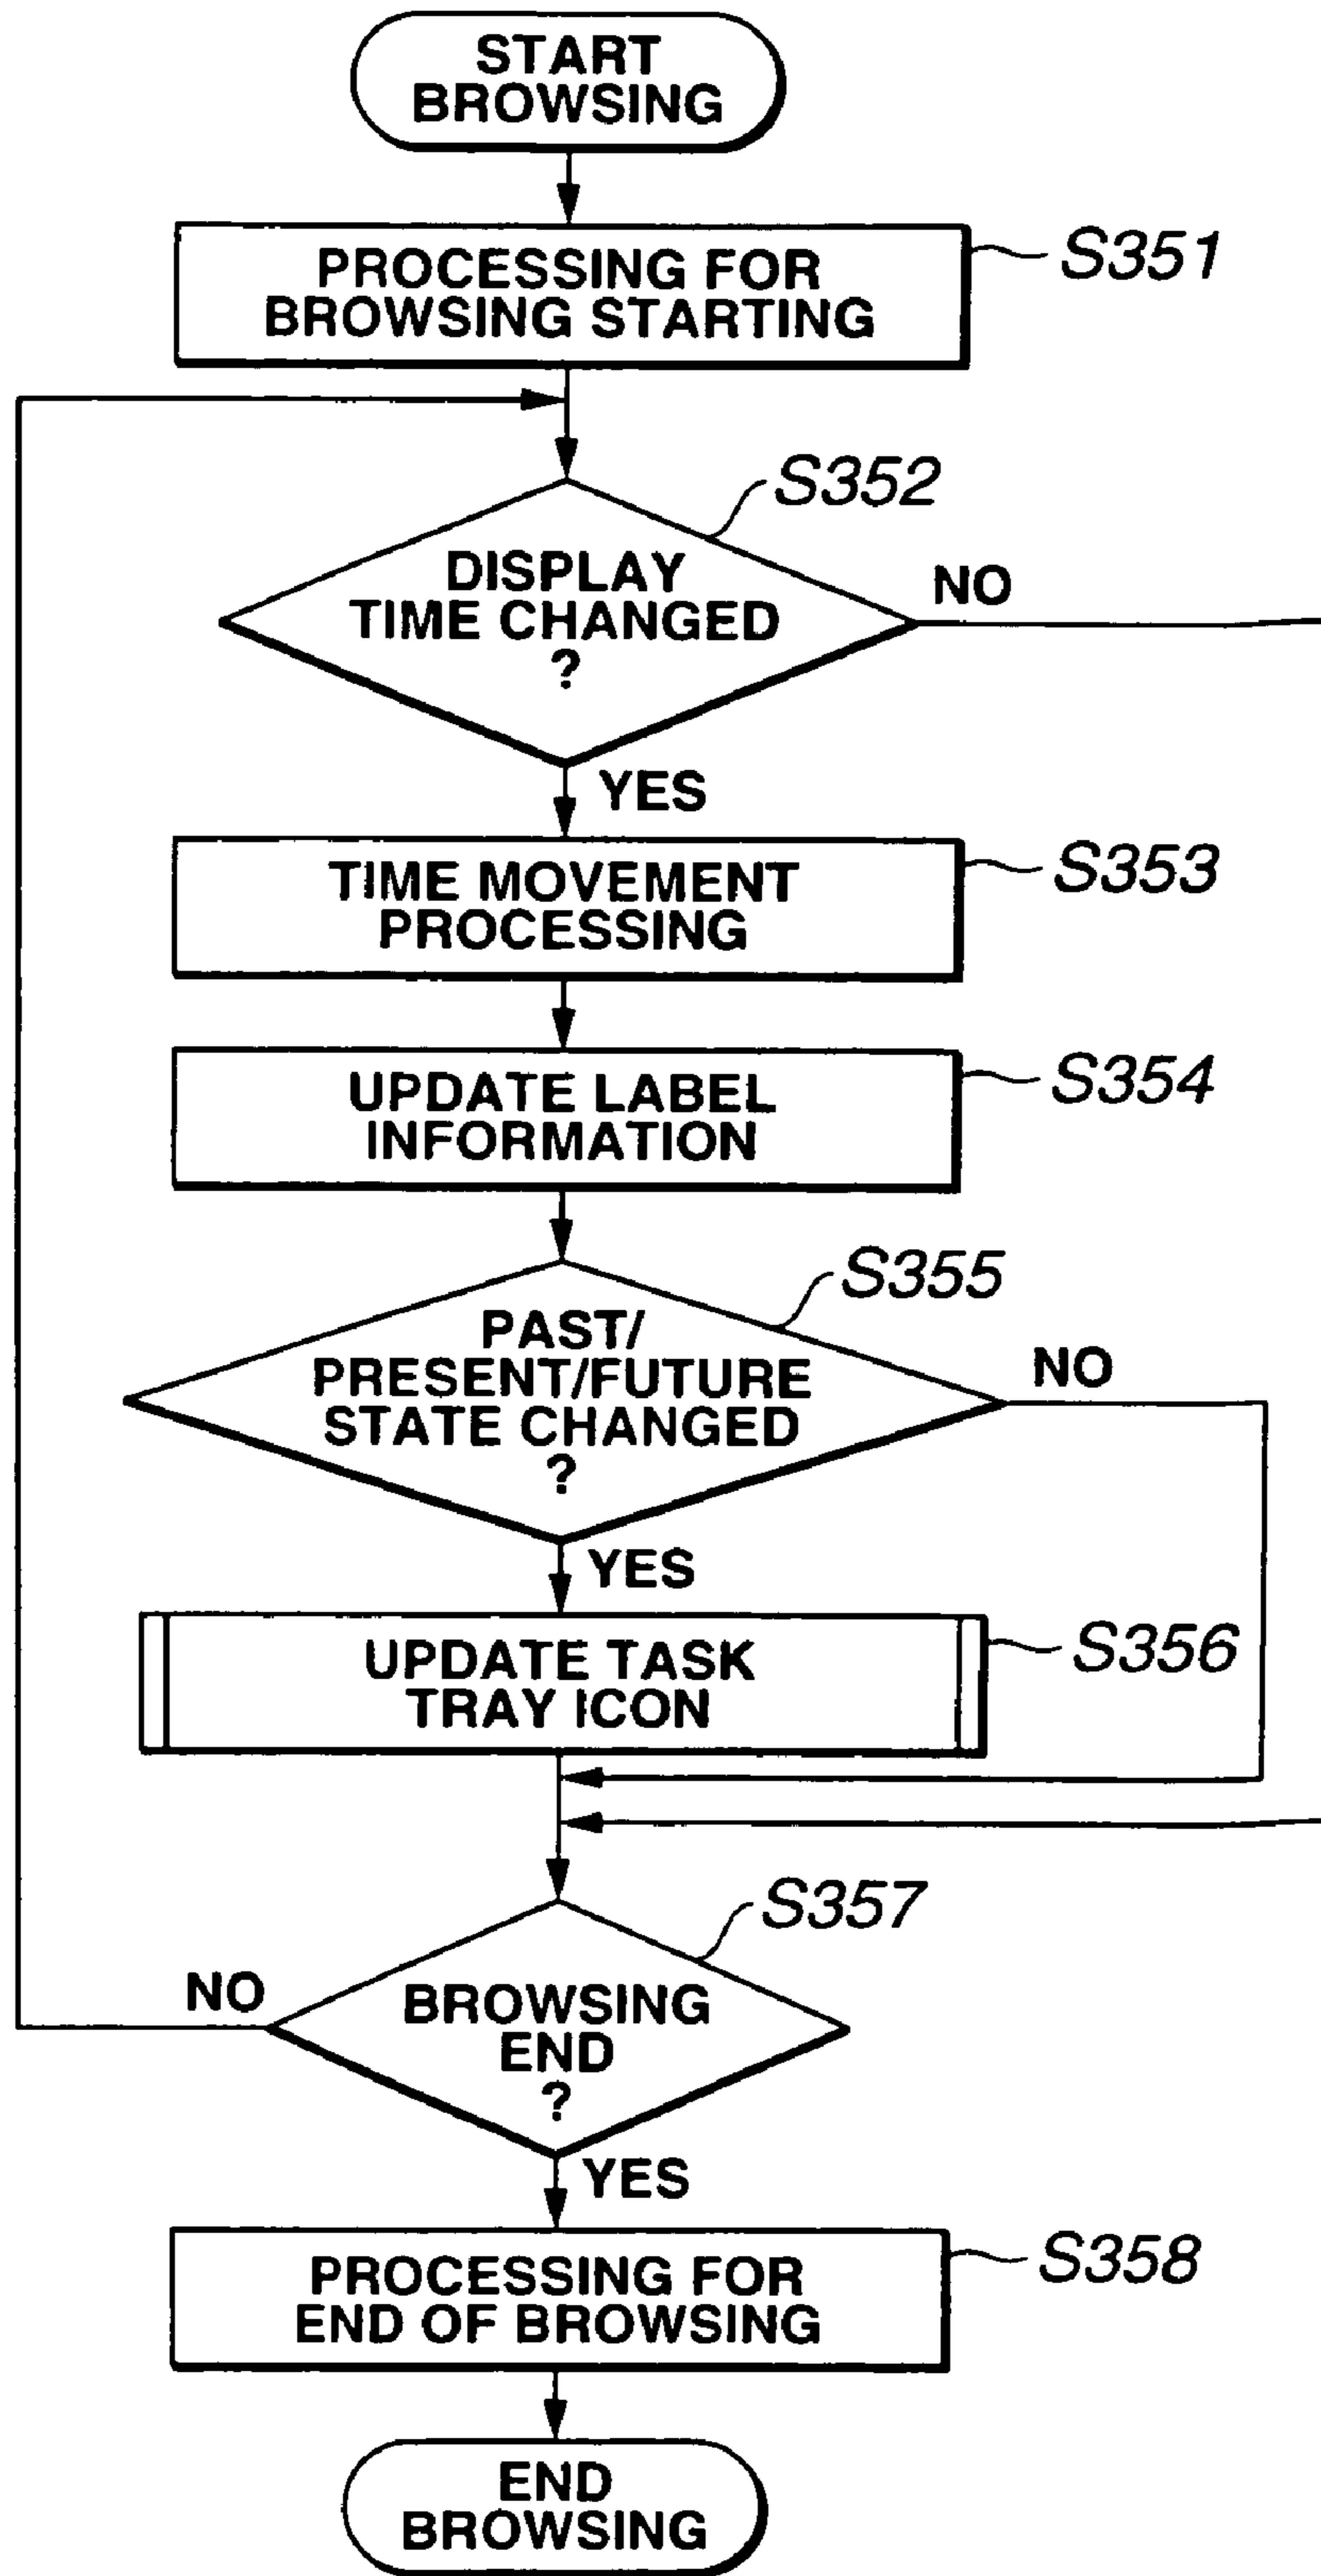 START
BROWSING
PROCESSING FOR
BROWSING STARTING
S351
S352
DISPLAY
TIME CHANGED
?
NO
YES
TIME MOVEMENT
PROCESSING
S353
UPDATE LABEL
INFORMATION
S354
S355
PAST/
PRESENT/FUTURE
STATE CHANGED
?
NO
YES
UPDATE TASK
TRAY ICON
S356
S357
NO
BROWSING
END
?
YES
PROCESSING FOR
END OF BROWSING
S358
END
BROWSING